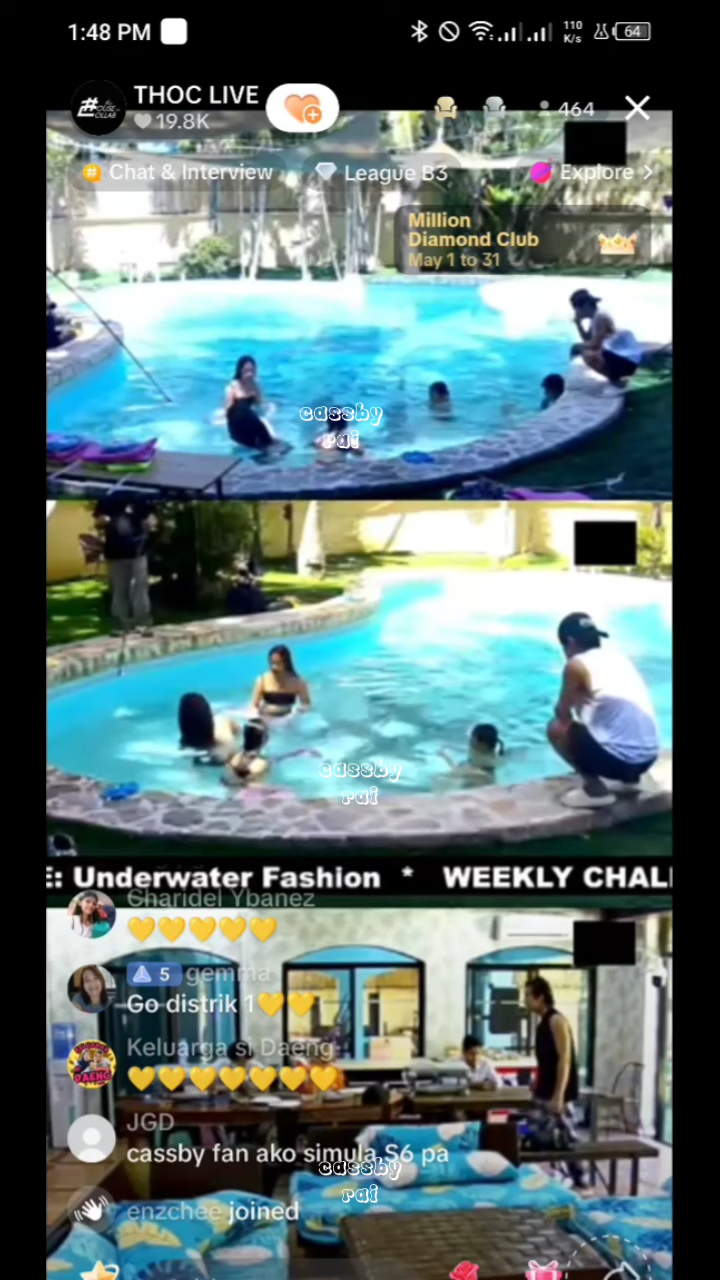 1:48 PM
110
K/s
64
THOC LIVE
19.8K
464
Chat & Interview
League B3
Explore
Million
Diamond Club
May 1 to 31
cassby
rai
cassby
rai
E: Underwater Fashion * WEEKLY CHAL
Charidel Ybanez
💛💛💛💛💛
5 gemma
Go distrik 1💛💛
Keluarga si Daeng
💛💛💛💛💛💛💛
JGD
cassby fan ako simula S6 pa
cassby
rai
enzchee joined